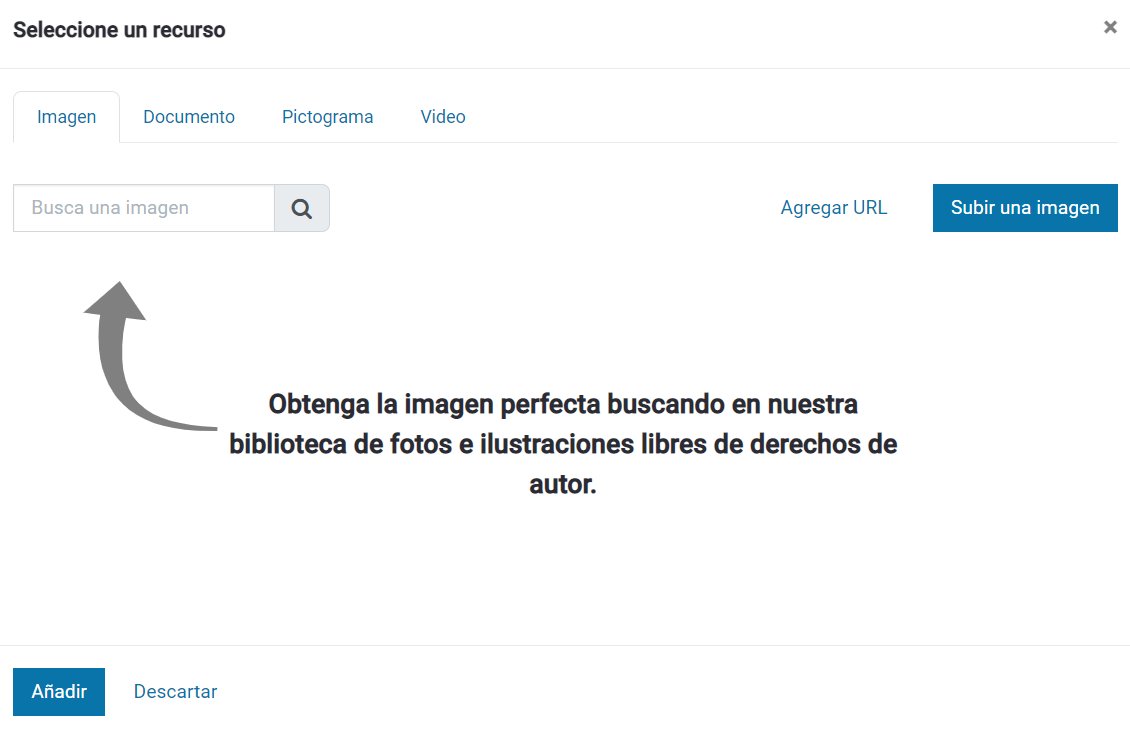 Seleccione un recurso
Imagen Documento Pictograma Video
Busca una imagen Agregar URL Subir una imagen
Obtenga la imagen perfecta buscando en nuestra
biblioteca de fotos e ilustraciones libres de derechos de
autor.
Añadir Descartar